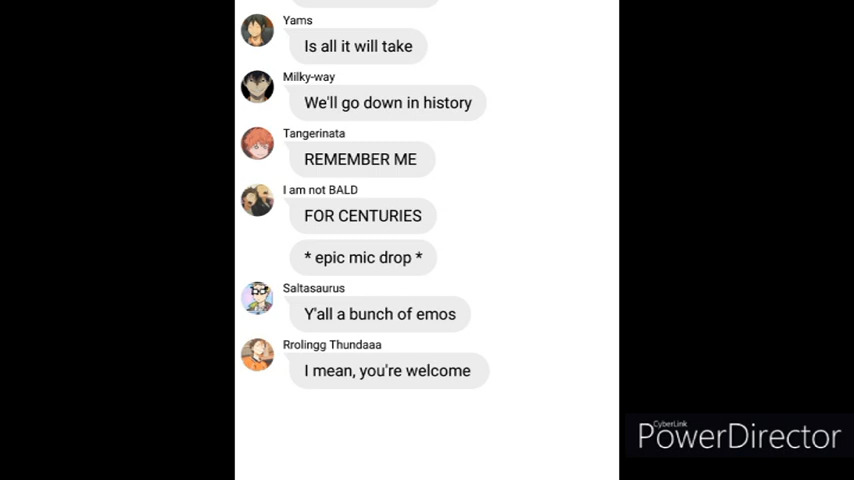 Yams
Is all it will take
Milky-way
We'll go down in history
Tangerinata
REMEMBER ME
I am not BALD
FOR CENTURIES
* epic mic drop *
Saltasaurus
Y'all a bunch of emos
Rrolingg Thundaaa
I mean, you're welcome
CyberLink
PowerDirector